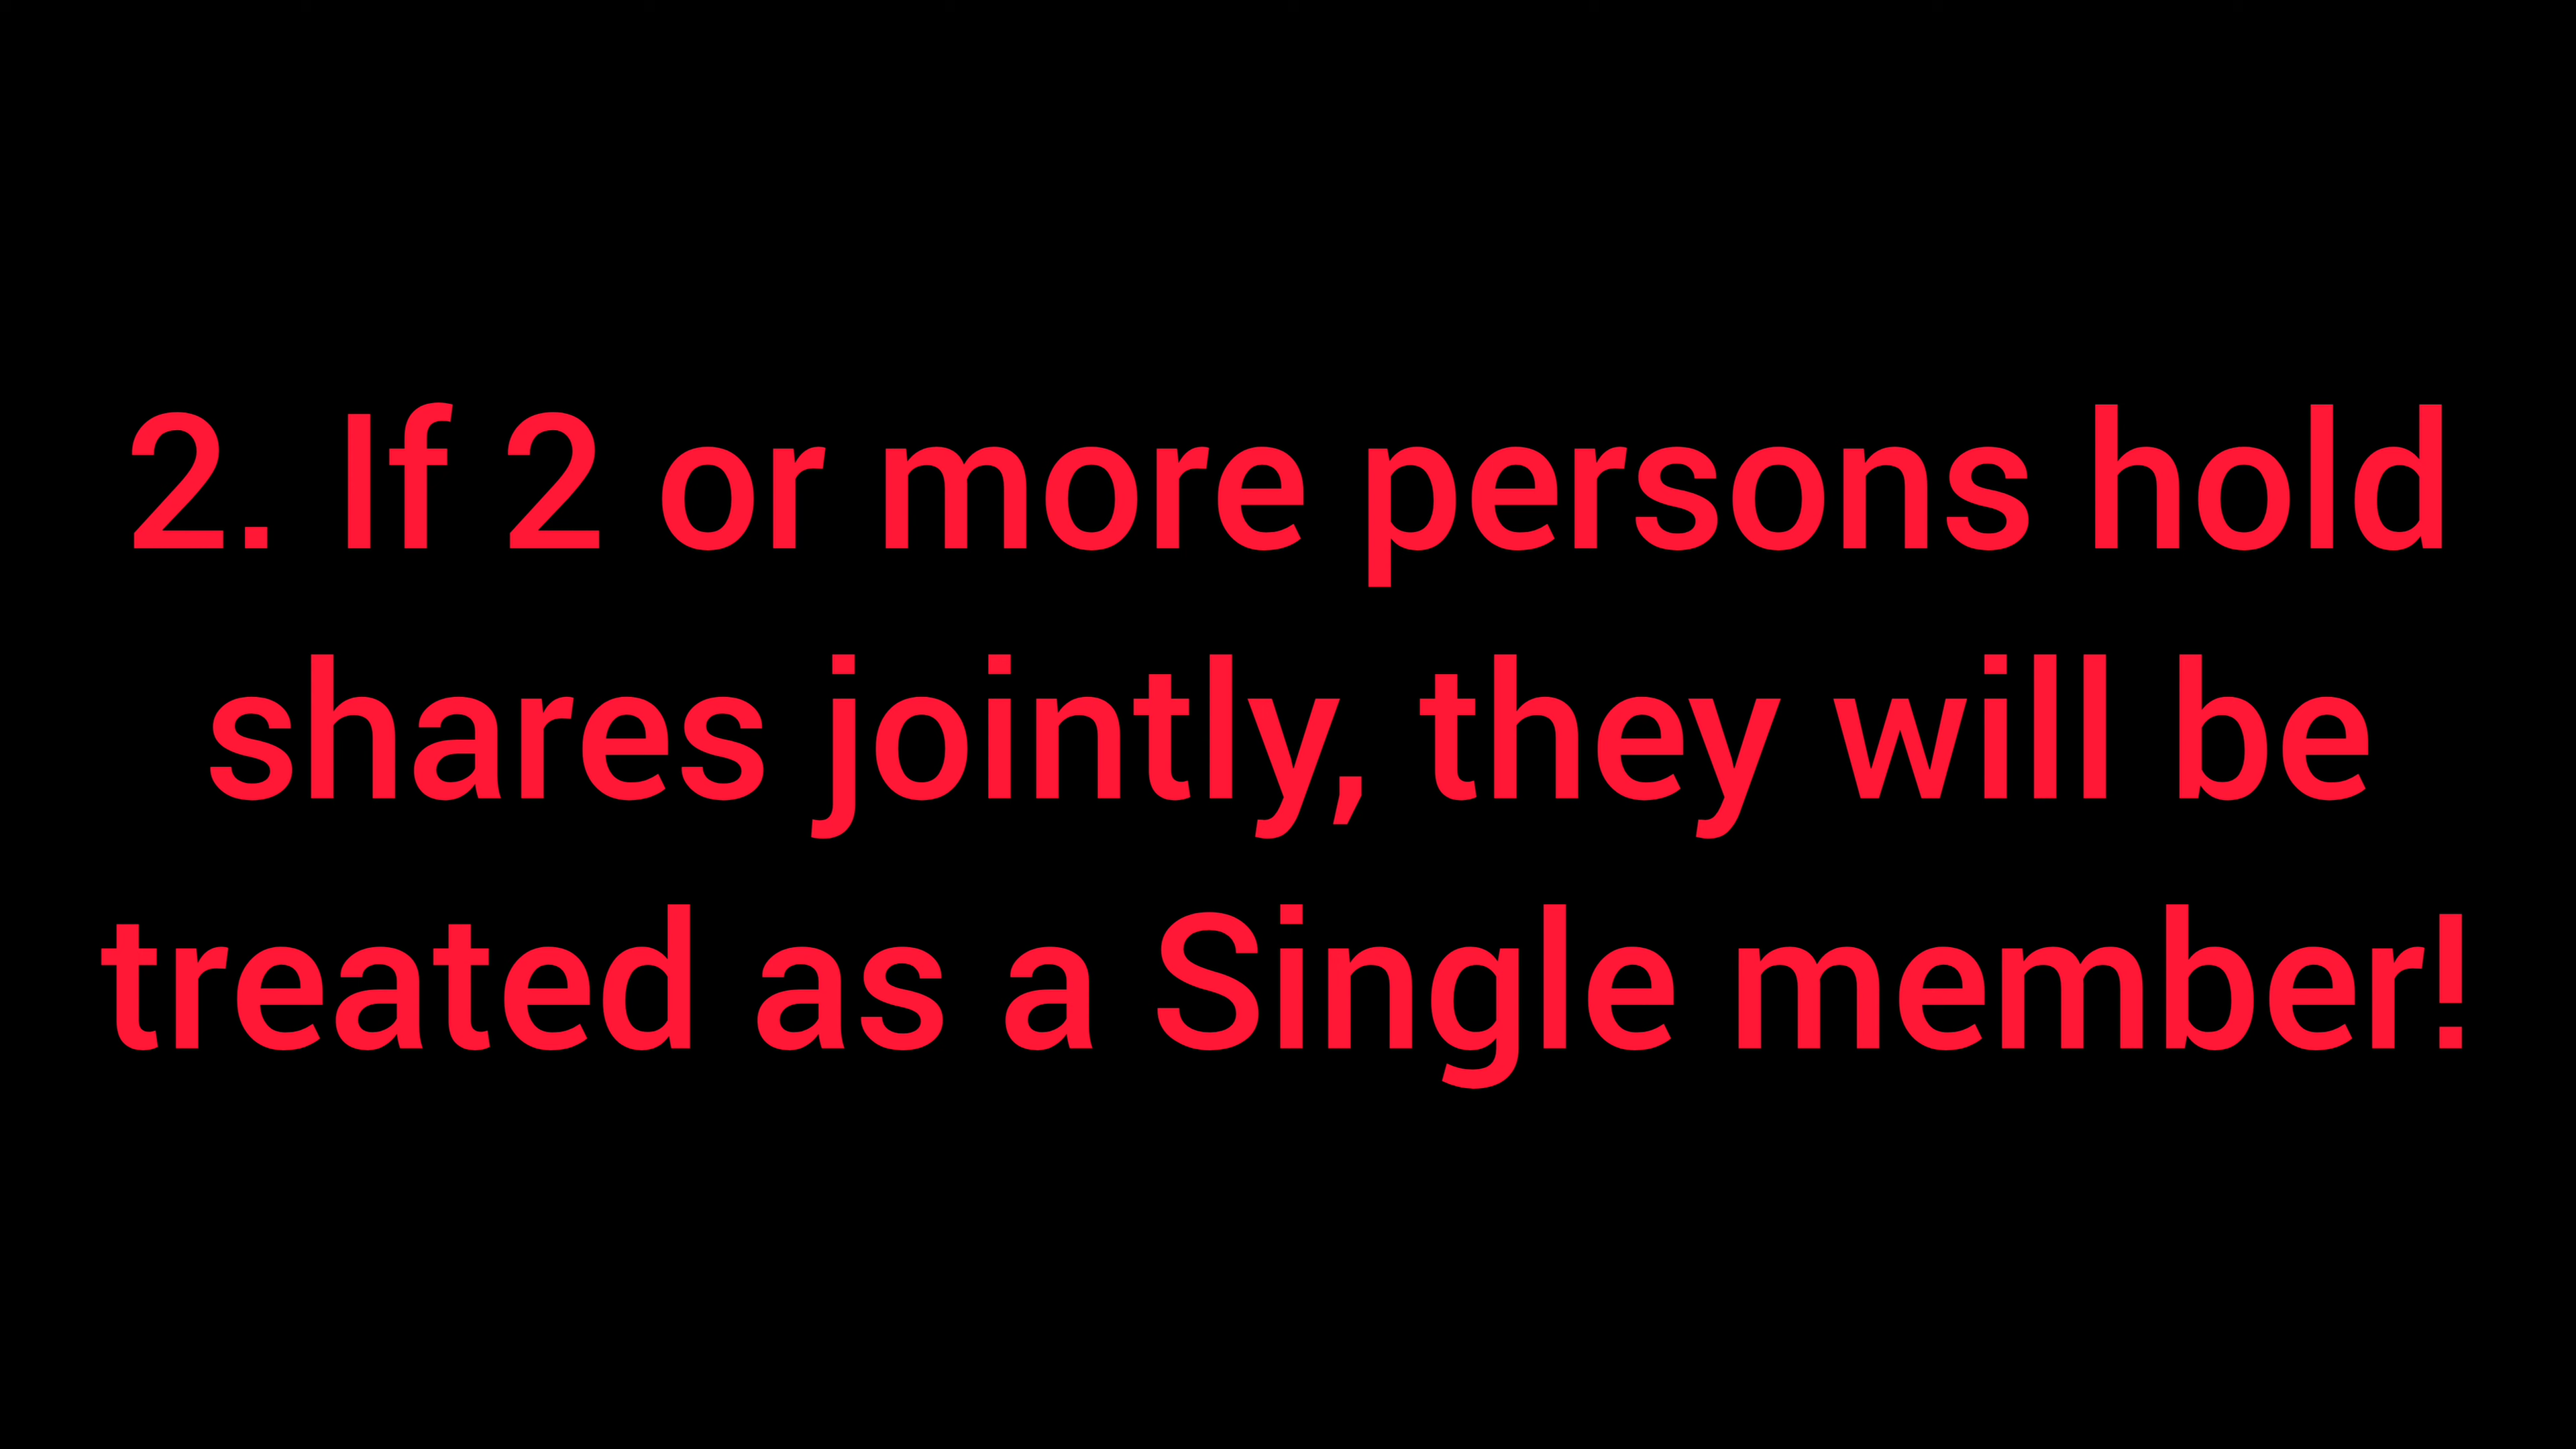 2. If 2 or more persons hold
shares jointly, they will be
treated as a Single member!